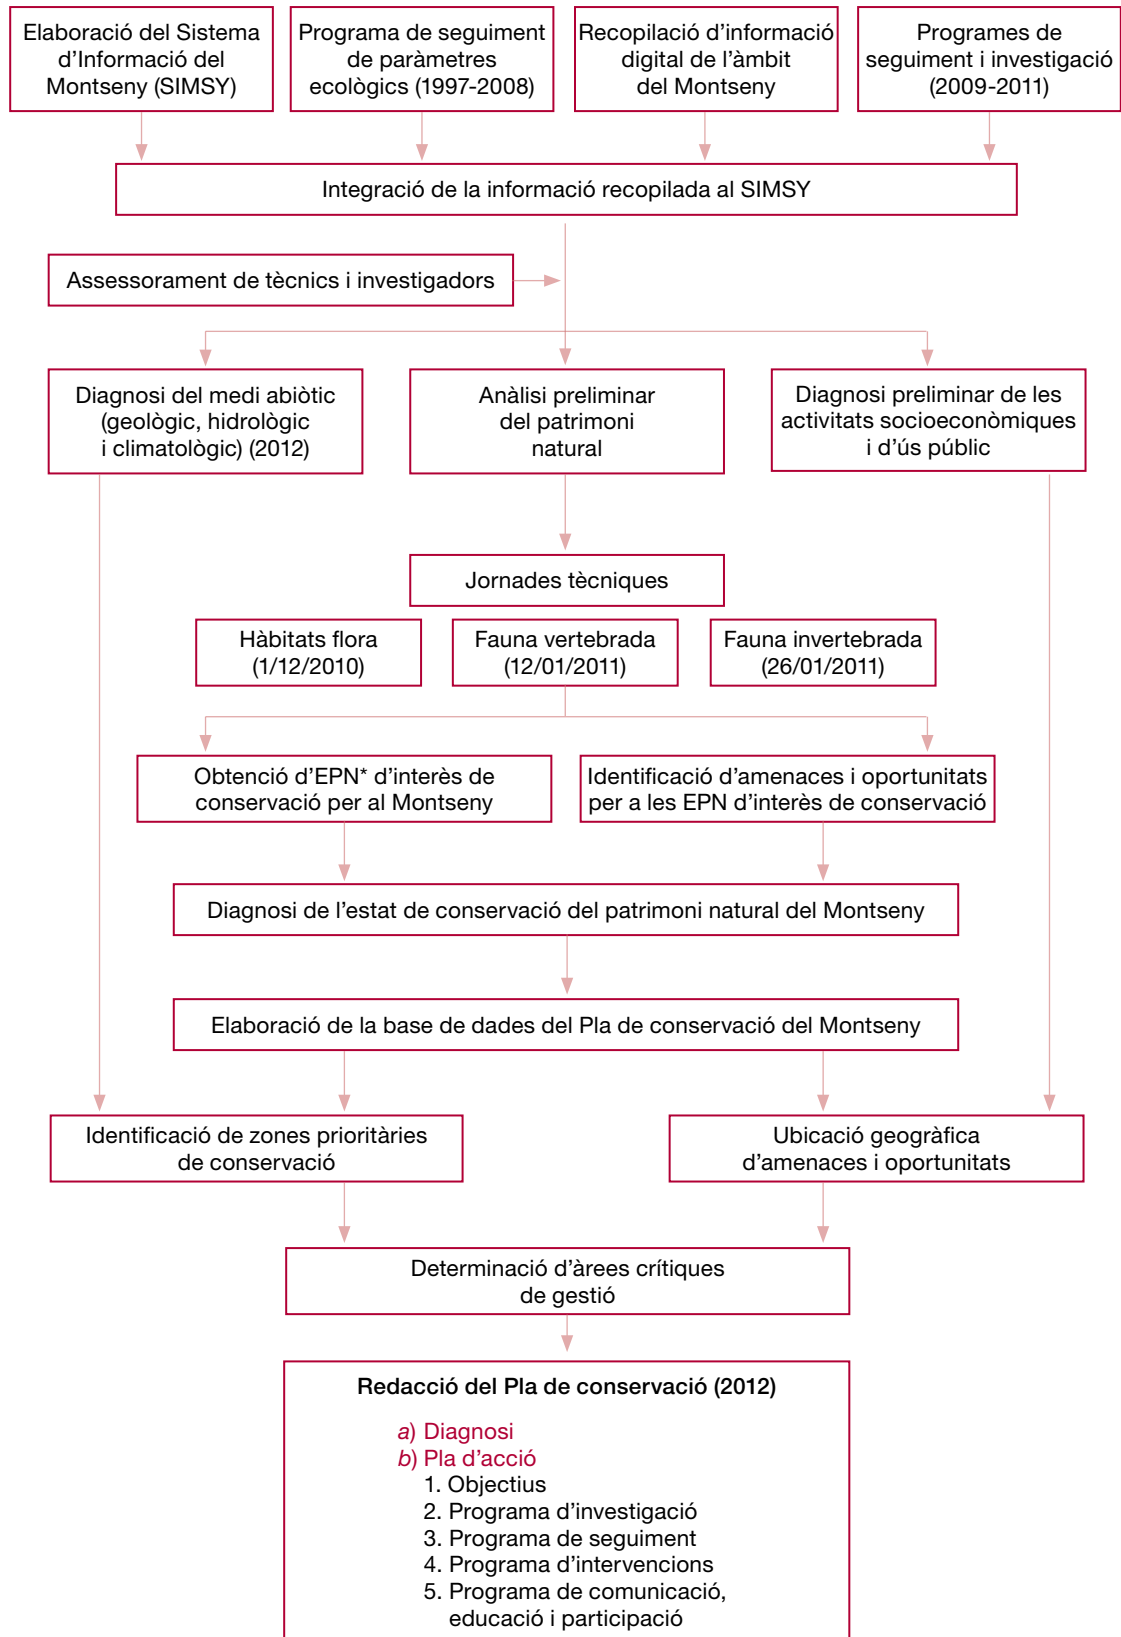 Elaboració del Sistema
d’Informació del
Montseny (SIMSY)
Programa de seguiment
de paràmetres
ecològics (1997-2008)
Recopilació d’informació
digital de l’àmbit
del Montseny
Programes de
seguiment i investigació
(2009-2011)
Integració de la informació recopilada al SIMSY
Assessorament de tècnics i investigadors
Diagnosi del medi abiòtic
(geològic, hidrològic
i climatològic) (2012)
Anàlisi preliminar
del patrimoni
natural
Diagnosi preliminar de les
activitats socioeconòmiques
i d’ús públic
Jornades tècniques
Hàbitats flora
(1/12/2010)
Fauna vertebrada
(12/01/2011)
Fauna invertebrada
(26/01/2011)
Obtenció d’EPN* d’interès de
conservació per al Montseny
Identificació d’amenaces i oportunitats
per a les EPN d’interès de conservació
Diagnosi de l’estat de conservació del patrimoni natural del Montseny
Elaboració de la base de dades del Pla de conservació del Montseny
Identificació de zones prioritàries
de conservació
Ubicació geogràfica
d’amenaces i oportunitats
Determinació d’àrees crítiques
de gestió
Redacció del Pla de conservació (2012)
a) Diagnosi
b) Pla d’acció
1. Objectius
2. Programa d’investigació
3. Programa de seguiment
4. Programa d’intervencions
5. Programa de comunicació,
educació i participació